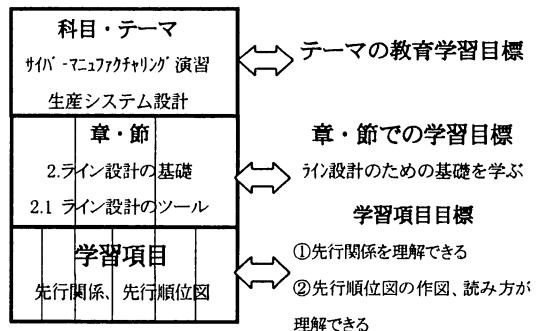 科目・テーマ
テーマの教育学習目標
ｻｲﾊﾞ-ﾏﾆｭﾌｧｸﾁｬﾘﾝｸﾞ演習
生産システム設計
章・節
章・節での学習目標
2.ライン設計の基礎
ﾗｲﾝ設計のための基礎を学ぶ
2.1 ライン設計のツール
学習項目目標
学習項目
①先行関係を理解できる
先行関係、先行順位図
②先行順位図の作図、読み方が
理解できる